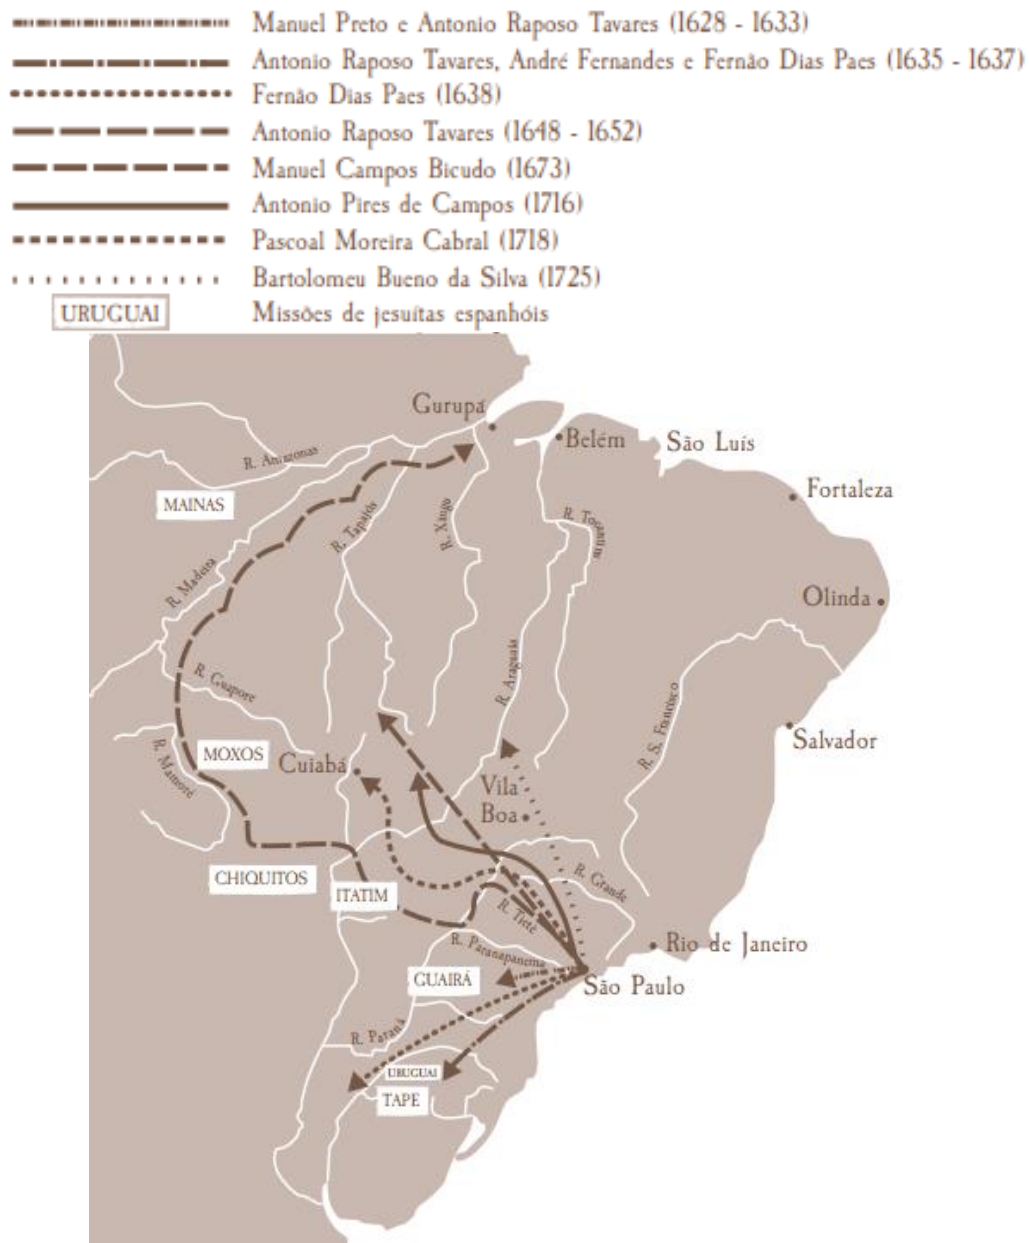 Manuel Preto e Antonio Raposo Tavares (1628 - 1633)
Antonio Raposo Tavares, André Fernandes e Fernão Dias Paes (1635 - 1637)
Fernão Dias Paes (1638)
Antonio Raposo Tavares (1648 - 1652)
Manuel Campos Bicudo (1673)
Antonio Pires de Campos (1716)
Pascoal Moreira Cabral (1718)
Bartolomeu Bueno da Silva (1725)
URUGUAI Missões de jesuítas espanhóis
Gurupá
Belém
São Luís
R. Amazonas
MAINAS
Fortaleza
R. Tapajós
R. Xángo
R. Tocantins
R. Madeira
Olinda
R. Guapore
R. Araguaia
R. S. Francisco
Salvador
R. Mamoré
MOXOS
Cuiabá
Vila
Boa
CHIQUITOS
ITATIM
R. Grande
R. Tietê
R. Paranapanema
Rio de Janeiro
GUAIRÁ
São Paulo
R. Paraná
URUGUAI
TAPE